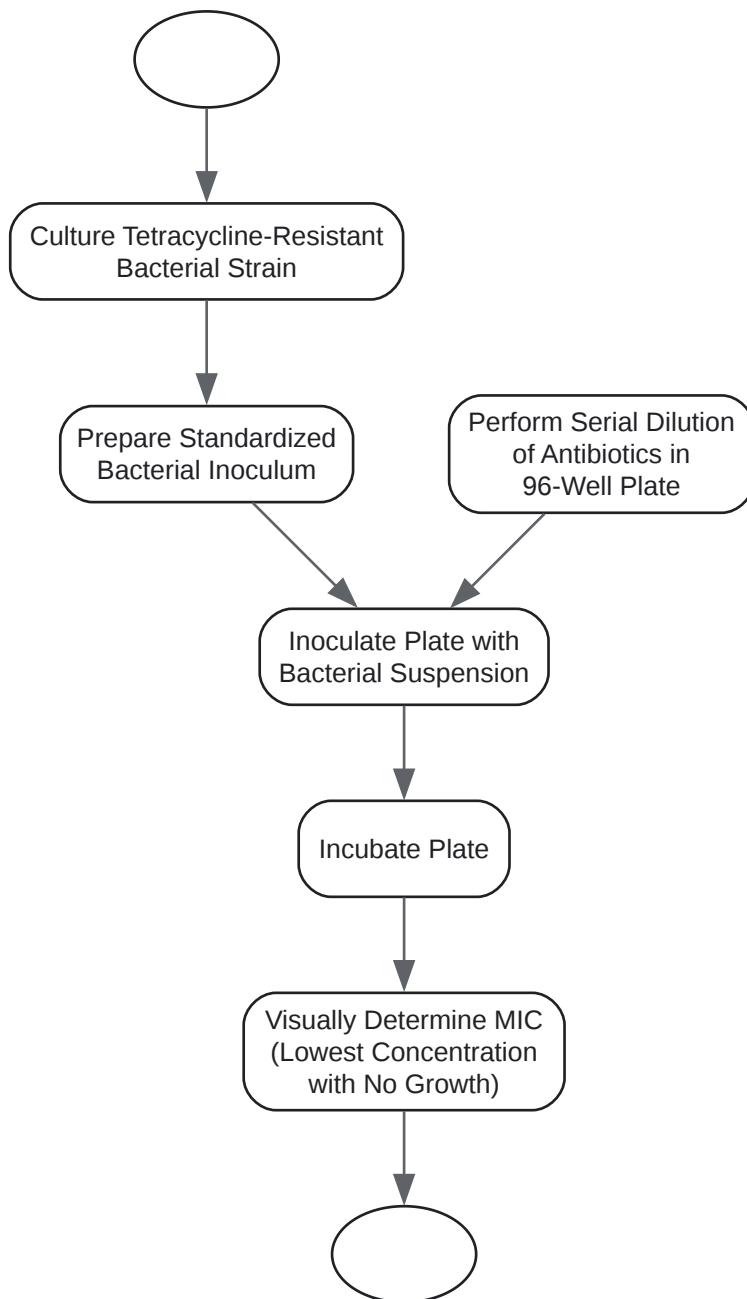 Culture Tetracycline-Resistant
Bacterial Strain
Prepare Standardized
Bacterial Inoculum
Perform Serial Dilution
of Antibiotics in
96-Well Plate
Inoculate Plate with
Bacterial Suspension
Incubate Plate
Visually Determine MIC
(Lowest Concentration
with No Growth)